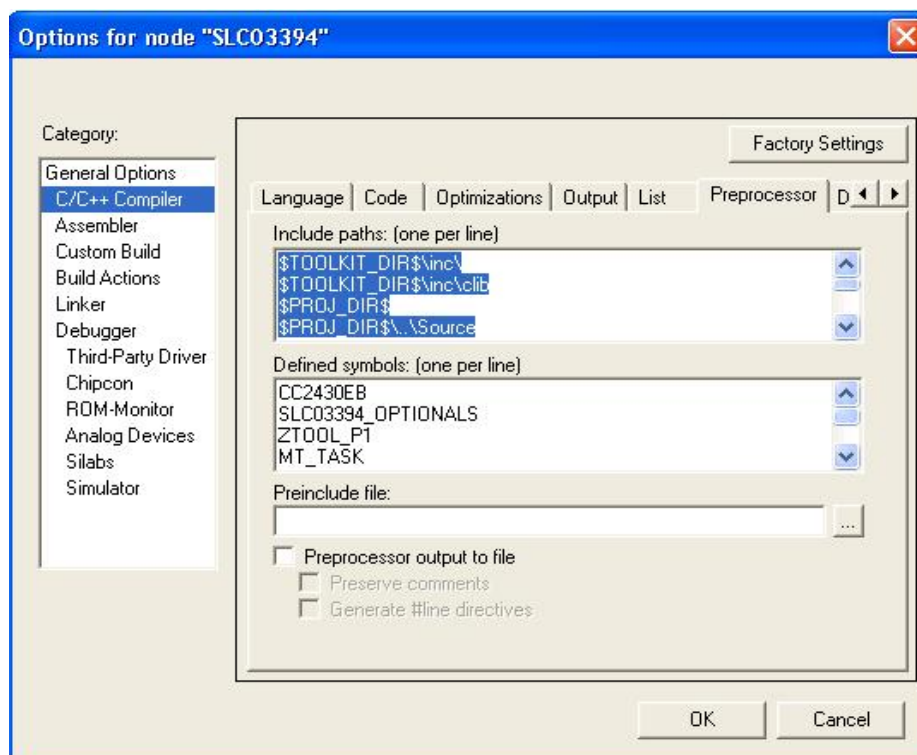 Options for node "SLC03394"
Category:
General Options
C/C++ Compiler
Assembler
Custom Build
Build Actions
Linker
Debugger
Third-Party Driver
Chipcon
ROM-Monitor
Analog Devices
Silabs
Simulator
Factory Settings
Language Code Optimizations Output List Preprocessor D
Include paths: (one per line)
$TOOLKIT_DIR$\inc\
$TOOLKIT_DIR$\inc\clib
$PROJ_DIR$
$PROJ_DIR$\..\Source
Defined symbols: (one per line)
CC2430EB
SLC03394_OPTIONALS
ZTOOL_P1
MT_TASK
Preinclude file:
...
Preprocessor output to file
Preserve comments
Generate #line directives
OK Cancel